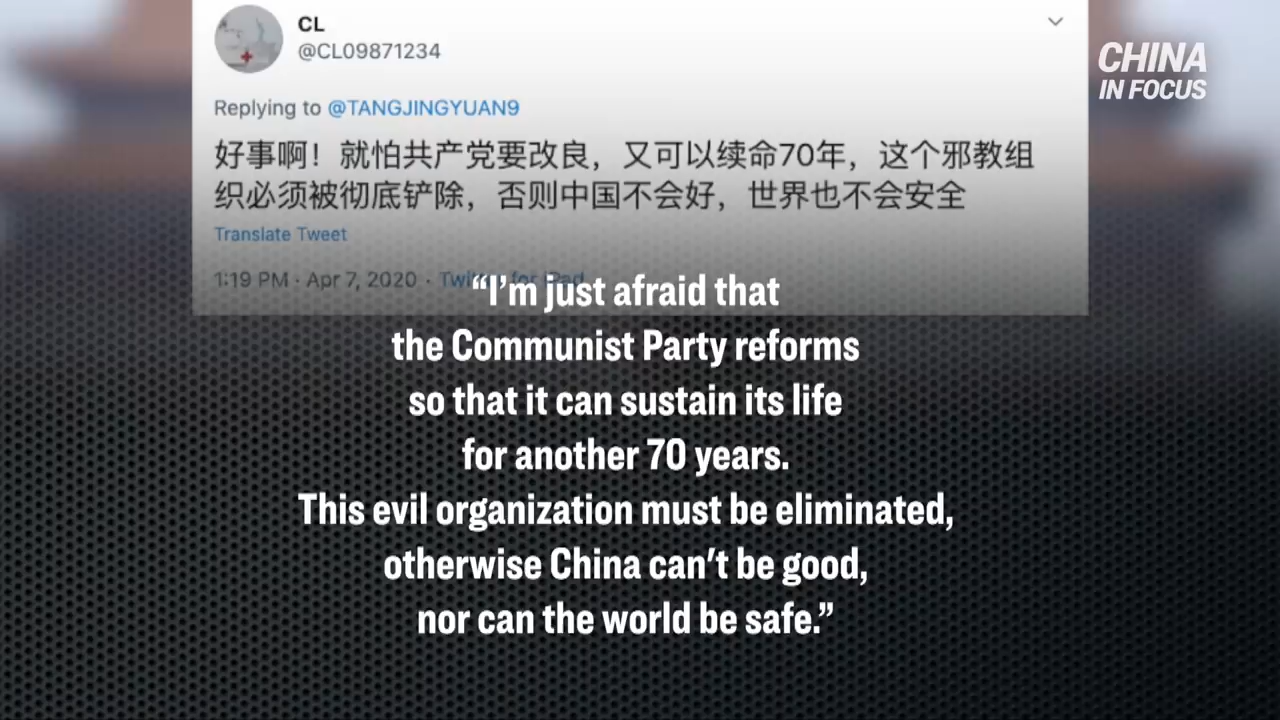 CL
@CL09871234
CHINA
IN FOCUS
Replying to @TANGJINGYUAN9
好事啊！就怕共产党要改良，又可以续命70年，这个邪教组
织必须被彻底铲除，否则中国不会好，世界也不会安全
Translate Tweet
1:19 PM · Apr 7, 2020 · Twitter for iPad
“I’m just afraid that
the Communist Party reforms
so that it can sustain its life
for another 70 years.
This evil organization must be eliminated,
otherwise China can’t be good,
nor can the world be safe.”